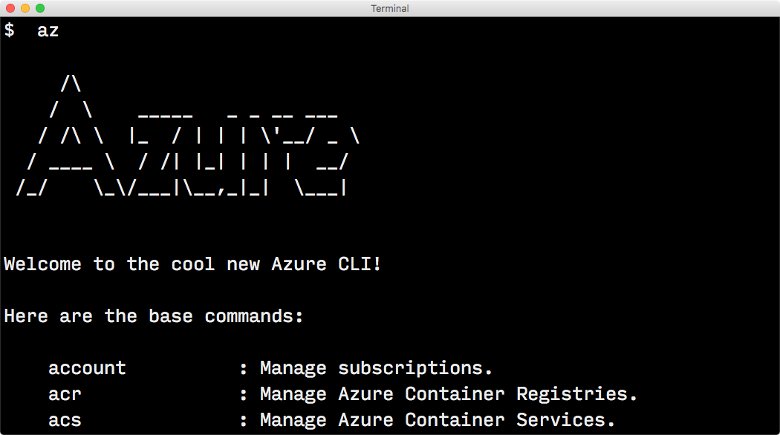 Terminal
$  az
     /\
    /  \    _____   _ _ __ ___
   / /\ \  |_  / | | | \'__/ _ \
  / ____ \  / /| |_| | | |  __/
 /_/    \_\/___|\__,_|_|  \___|
Welcome to the cool new Azure CLI!
Here are the base commands:
    account          : Manage subscriptions.
    acr              : Manage Azure Container Registries.
    acs              : Manage Azure Container Services.